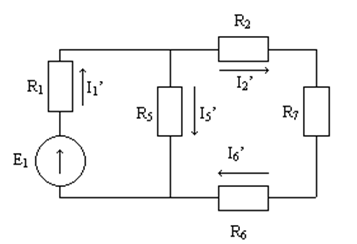 R₂
R₁ I₁’ I₂’
R₅ I₅’ R₇
E₁ I₆’
R₆